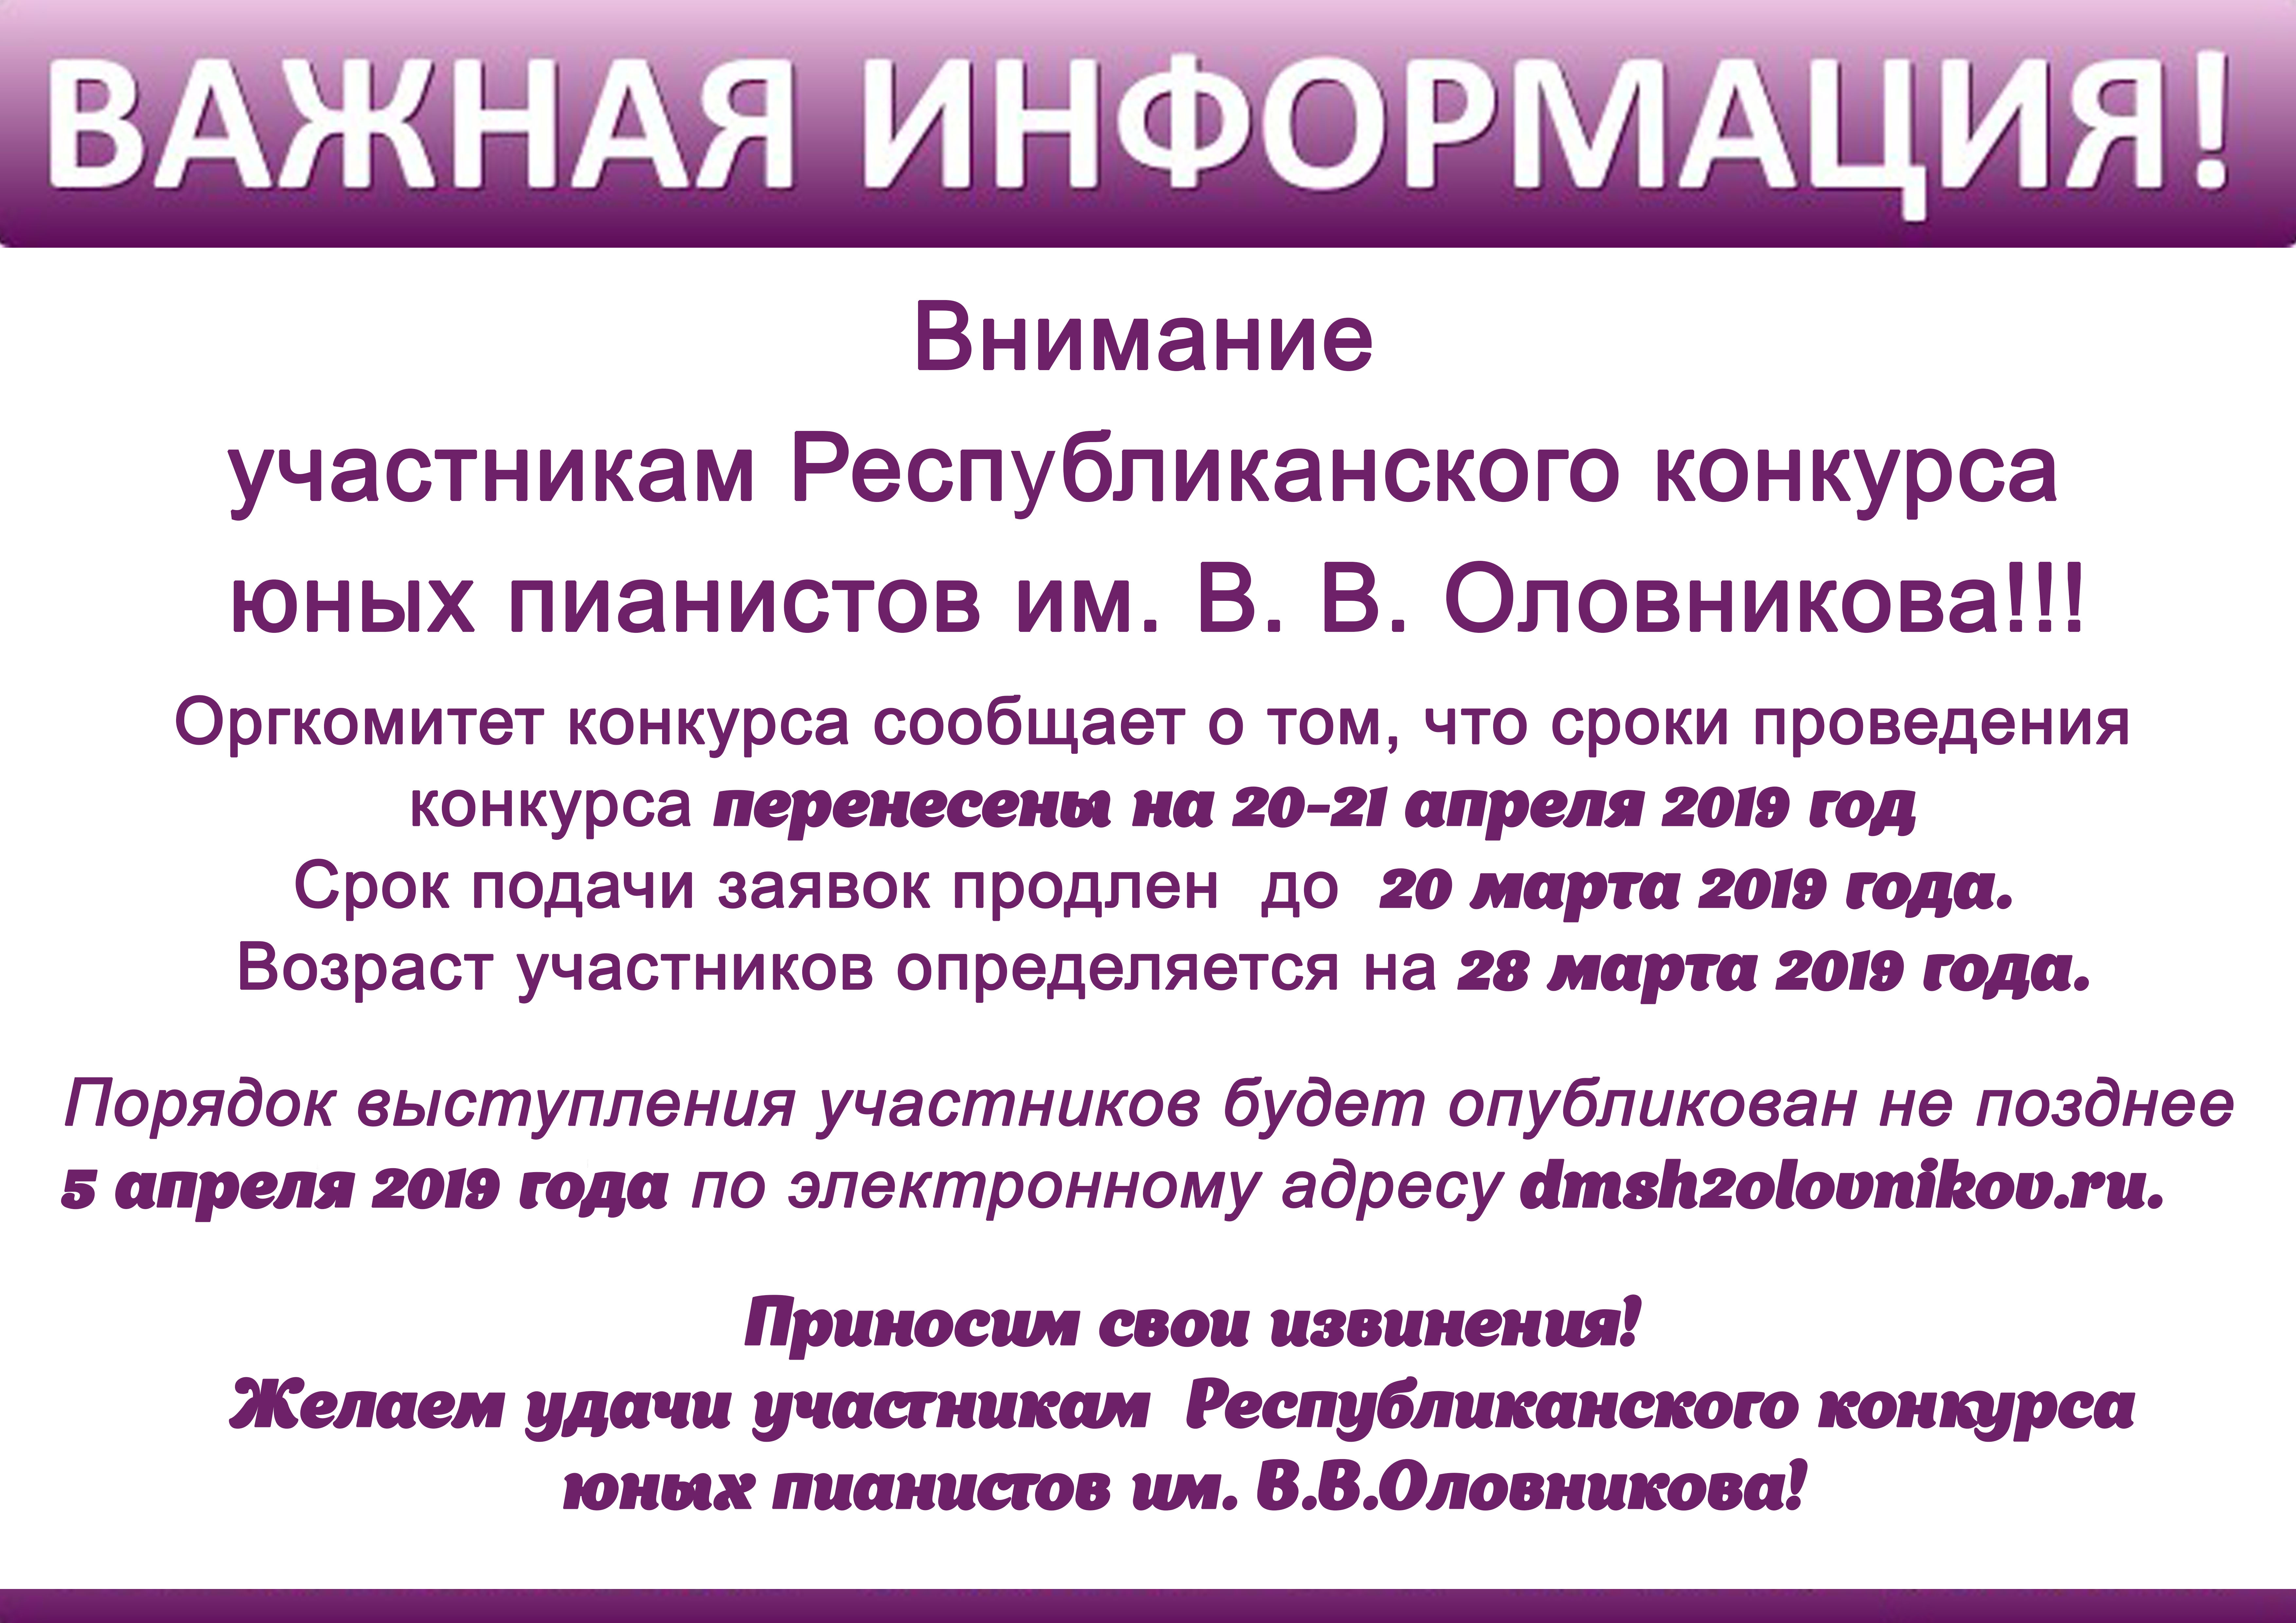 ВАЖНАЯ ИНФОРМАЦИЯ!
Внимание
участникам Республиканского конкурса
юных пианистов им. В. В. Оловникова!!!
Оргкомитет конкурса сообщает о том, что сроки проведения
конкурса перенесены на 20-21 апреля 2019 год
Срок подачи заявок продлен до 20 марта 2019 года.
Возраст участников определяется на 28 марта 2019 года.
Порядок выступления участников будет опубликован не позднее
5 апреля 2019 года по электронному адресу dmsh2olovnikov.ru.
Приносим свои извинения!
Желаем удачи участникам Республиканского конкурса
юных пианистов им. В.В.Оловникова!